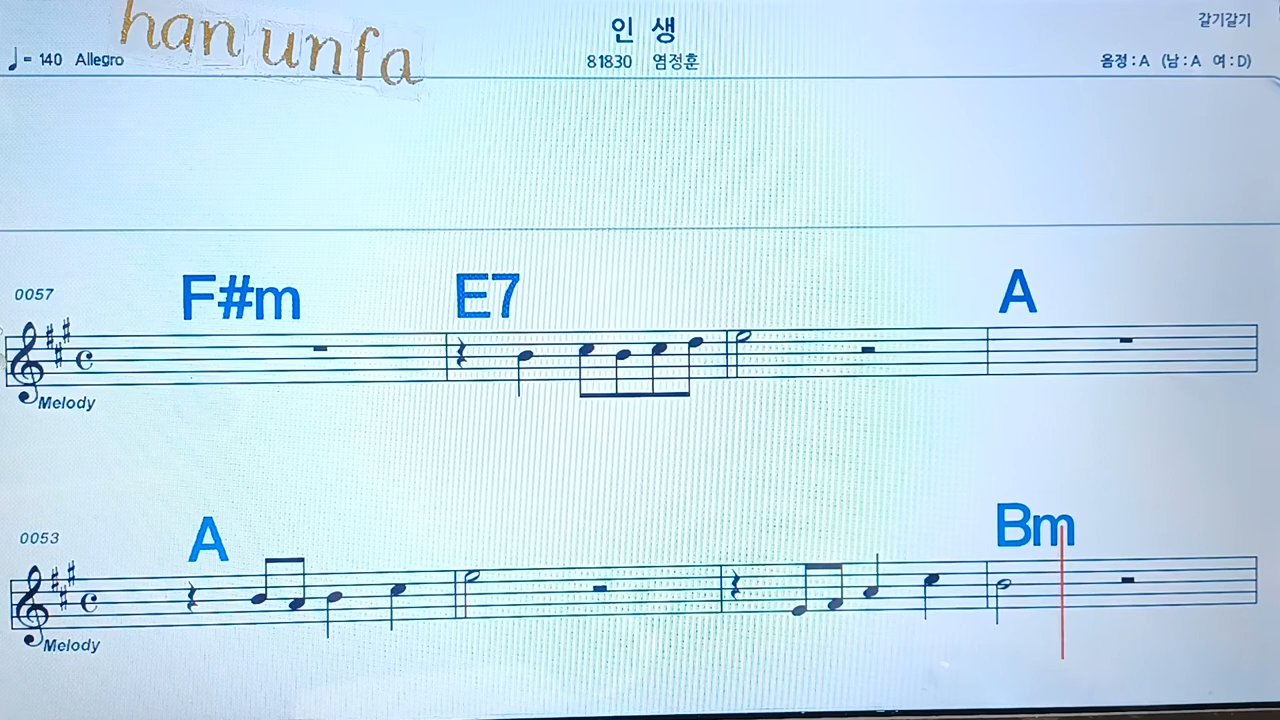 han unfa
인 생
갈기갈기
♩= 140 Allegro
81830 염정훈
음정:A (남:A 여:D)
0057
F#m E7 A
Melody
0053
A Bm
Melody